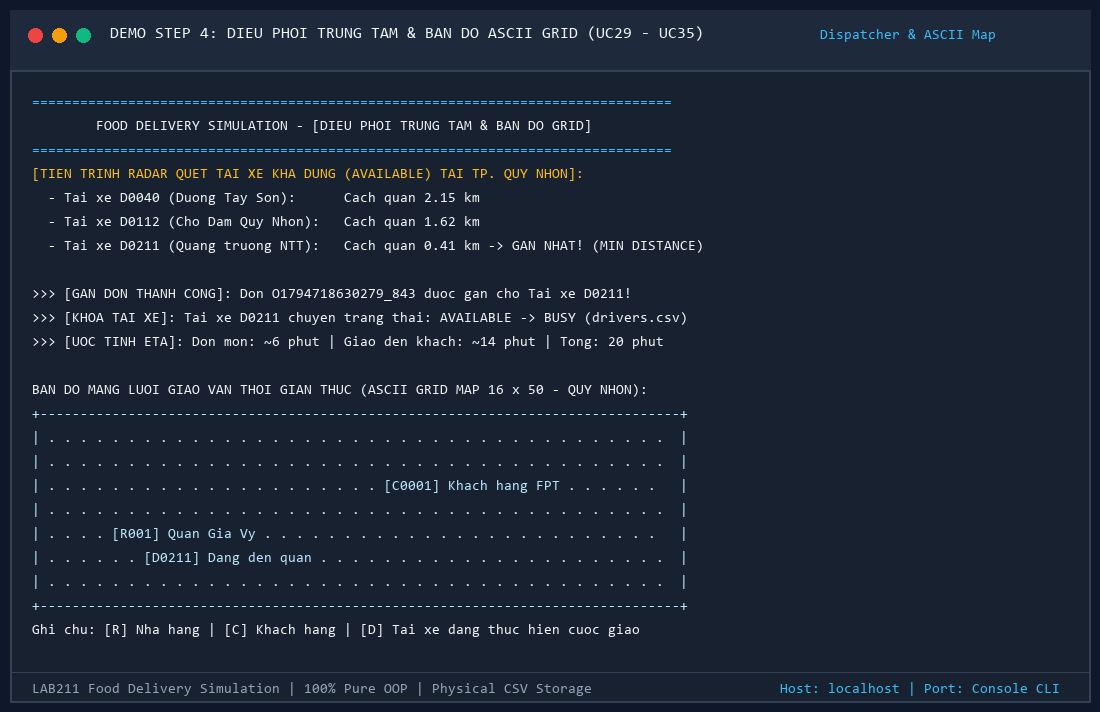 DEMO STEP 4: DIEU PHOI TRUNG TAM & BAN DO ASCII GRID (UC29 - UC35)
Dispatcher & ASCII Map
================================================================================
FOOD DELIVERY SIMULATION - [DIEU PHOI TRUNG TAM & BAN DO GRID]
================================================================================
[TIEN TRINH RADAR QUET TAI XE KHA DUNG (AVAILABLE) TAI TP. QUY NHON]:
- Tai xe D0040 (Duong Tay Son):      Cach quan 2.15 km
- Tai xe D0112 (Cho Dam Quy Nhon):   Cach quan 1.62 km
- Tai xe D0211 (Quang truong NTT):   Cach quan 0.41 km -> GAN NHAT! (MIN DISTANCE)
>>> [GAN DON THANH CONG]: Don O1794718630279_843 duoc gan cho Tai xe D0211!
>>> [KHOA TAI XE]: Tai xe D0211 chuyen trang thai: AVAILABLE -> BUSY (drivers.csv)
>>> [UOC TINH ETA]: Don mon: ~6 phut | Giao den khach: ~14 phut | Tong: 20 phut
BAN DO MANG LUOI GIAO VAN THOI GIAN THUC (ASCII GRID MAP 16 x 50 - QUY NHON):
+--------------------------------------------------------------------------------+
| . . . . . . . . . . . . . . . . . . . . . . . . . . . . . . . . . . . . . . .  |
| . . . . . . . . . . . . . . . . . . . . . . . . . . . . . . . . . . . . . . .  |
| . . . . . . . . . . . . . . . . . . . . . [C0001] Khach hang FPT . . . . . .   |
| . . . . . . . . . . . . . . . . . . . . . . . . . . . . . . . . . . . . . . .  |
| . . . . [R001] Quan Gia Vy . . . . . . . . . . . . . . . . . . . . . . . . .   |
| . . . . . . [D0211] Dang den quan . . . . . . . . . . . . . . . . . . . . . .  |
| . . . . . . . . . . . . . . . . . . . . . . . . . . . . . . . . . . . . . . .  |
+--------------------------------------------------------------------------------+
Ghi chu: [R] Nha hang | [C] Khach hang | [D] Tai xe dang thuc hien cuoc giao
LAB211 Food Delivery Simulation | 100% Pure OOP | Physical CSV Storage
Host: localhost | Port: Console CLI